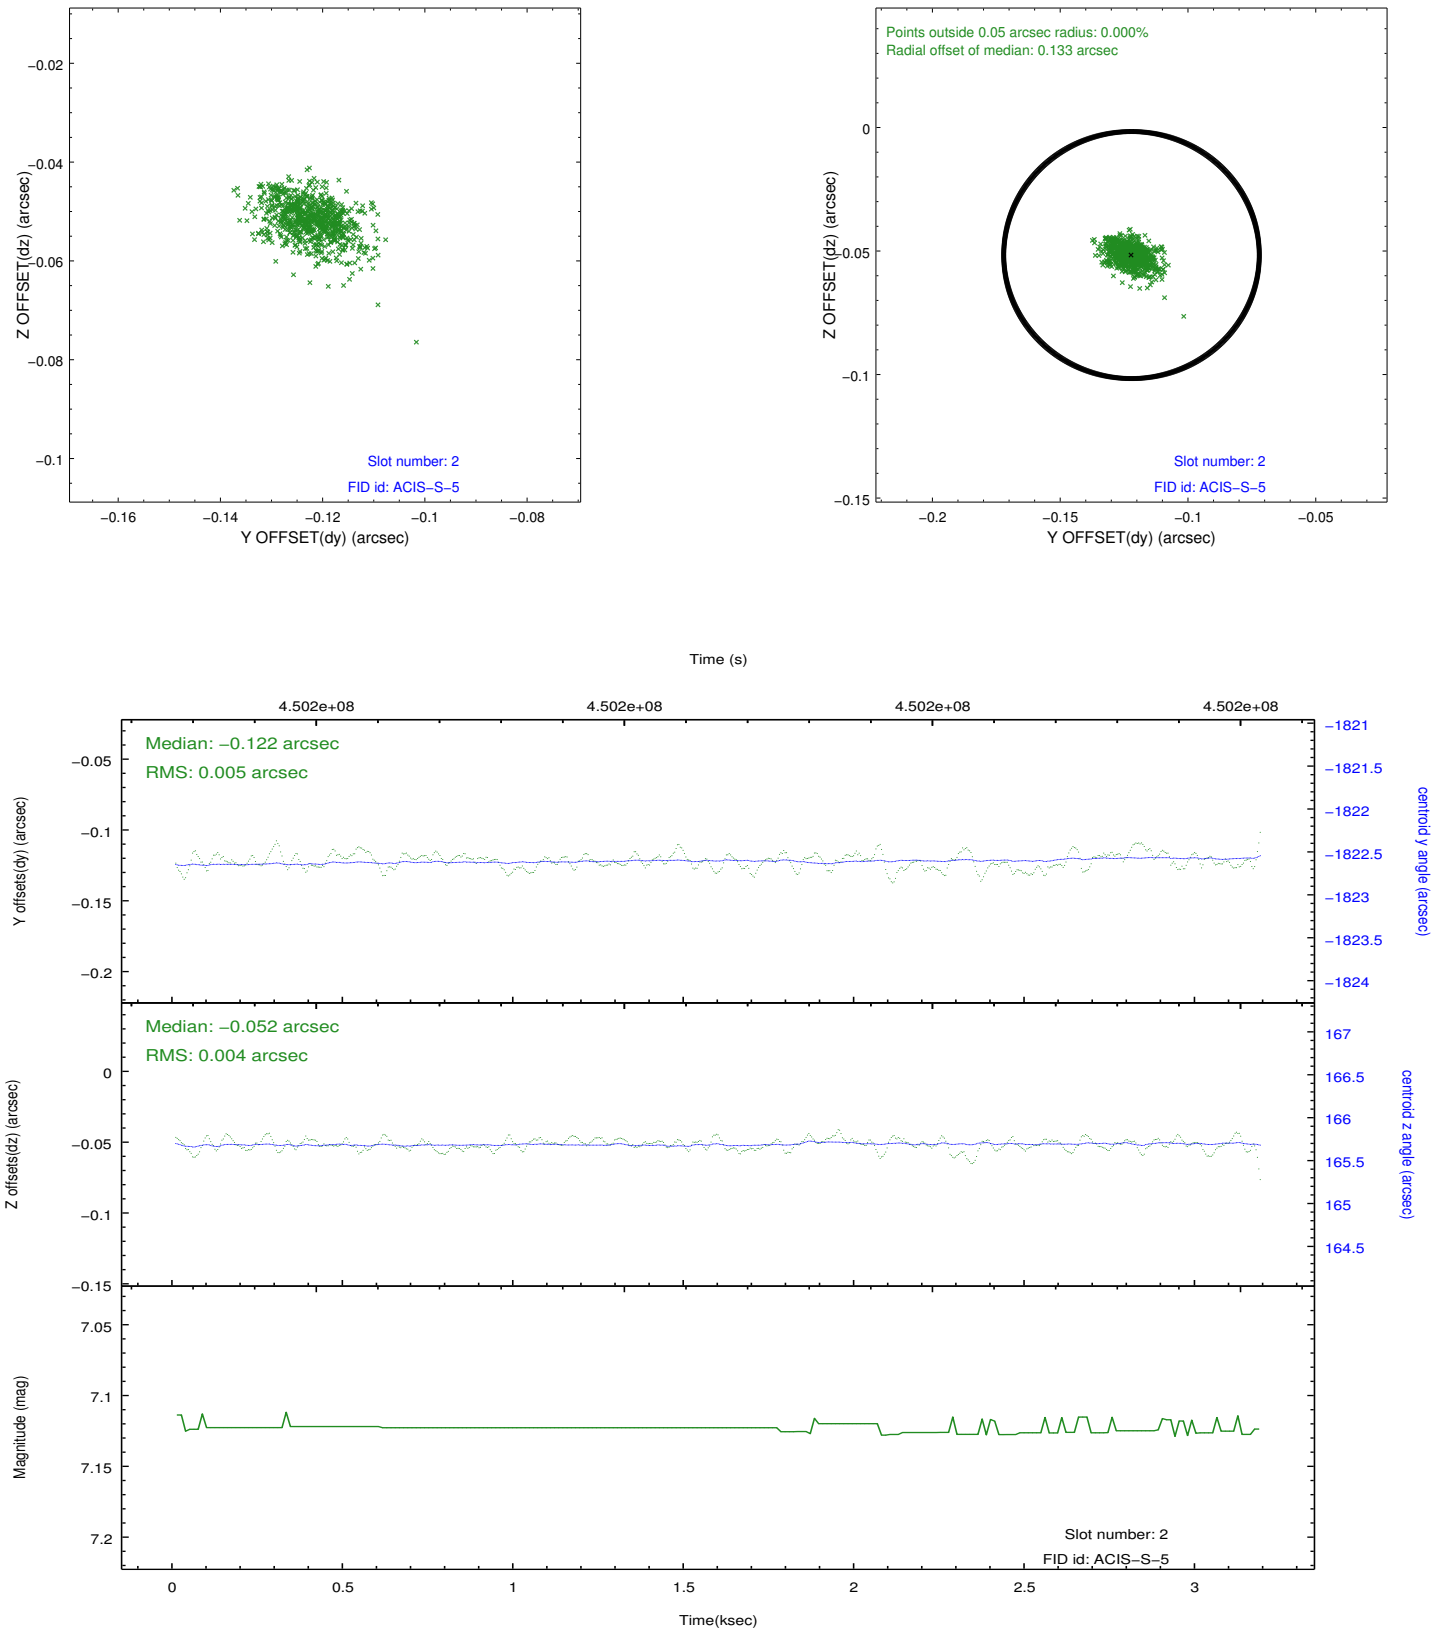 −0.02
−0.04
−0.06
−0.08
−0.1
Z OFFSET(dz) (arcsec)
Slot number: 2
FID id: ACIS−S−5
−0.16
−0.14
−0.12
−0.1
−0.08
Y OFFSET(dy) (arcsec)
Points outside 0.05 arcsec radius: 0.000%
Radial offset of median: 0.133 arcsec
0
−0.05
−0.1
−0.15
Z OFFSET(dz) (arcsec)
Slot number: 2
FID id: ACIS−S−5
−0.2
−0.15
−0.1
−0.05
Y OFFSET(dy) (arcsec)
Time (s)
4.502e+08
4.502e+08
4.502e+08
4.502e+08
Median: −0.122 arcsec
RMS: 0.005 arcsec
−0.05
−0.1
−0.15
−0.2
Y offsets(dy) (arcsec)
−1821
−1821.5
−1822
−1822.5
−1823
−1823.5
−1824
centroid y angle (arcsec)
Median: −0.052 arcsec
RMS: 0.004 arcsec
0
−0.05
−0.1
−0.15
Z offsets(dz) (arcsec)
167
166.5
166
165.5
165
164.5
centroid z angle (arcsec)
7.05
7.1
7.15
7.2
Magnitude (mag)
Slot number: 2
FID id: ACIS−S−5
0
0.5
1
1.5
2
2.5
3
Time(ksec)